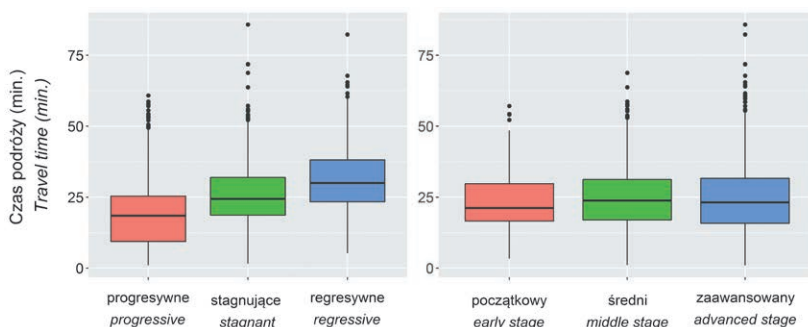 Czas podróży (min.)
Travel time (min.)
75
50
25
0
progresywne
progressive
stagnujące
stagnant
regresywne
regressive
75
50
25
0
początkowy
early stage
średni
middle stage
zaawansowany
advanced stage